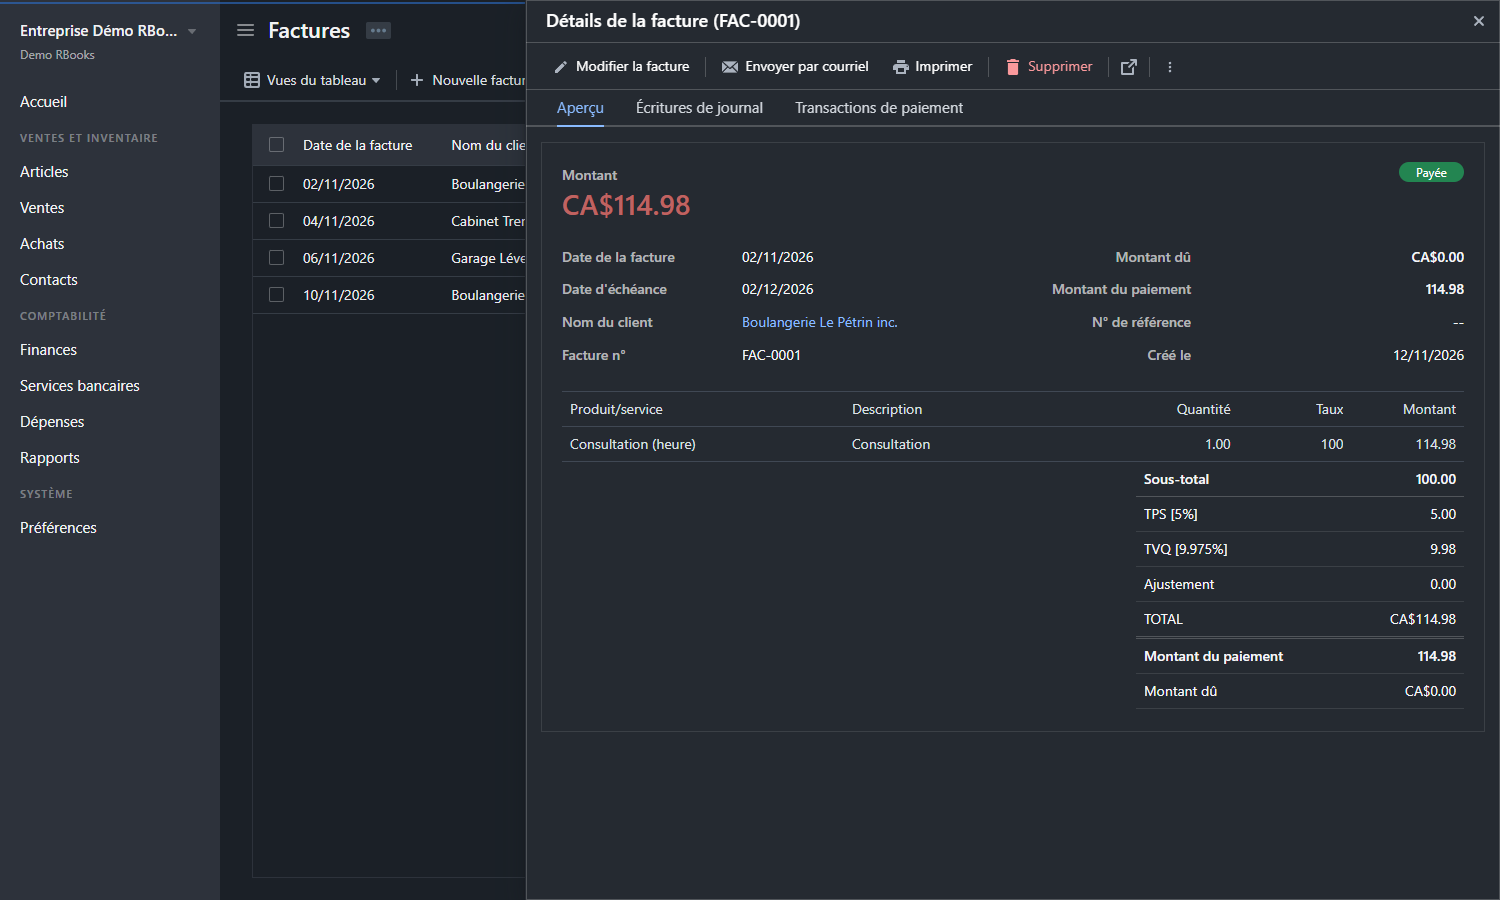 Entreprise Démo RBo...
Demo RBooks
Accueil
VENTES ET INVENTAIRE
Articles
Ventes
Achats
Contacts
COMPTABILITÉ
Finances
Services bancaires
Dépenses
Rapports
SYSTÈME
Préférences
Factures
Vues du tableau
Nouvelle factur
Date de la facture Nom du clie
02/11/2026 Boulangerie
04/11/2026 Cabinet Trem
06/11/2026 Garage Léve
10/11/2026 Boulangerie
Détails de la facture (FAC-0001)
Modifier la facture Envoyer par courriel Imprimer Supprimer
Aperçu Écritures de journal Transactions de paiement
Montant
Payée
CA$114.98
Date de la facture 02/11/2026 Montant dû CA$0.00
Date d'échéance 02/12/2026 Montant du paiement 114.98
Nom du client Boulangerie Le Pétrin inc. N° de référence --
Facture n° FAC-0001 Créé le 12/11/2026
Produit/service Description Quantité Taux Montant
Consultation (heure) Consultation 1.00 100 114.98
Sous-total 100.00
TPS [5%] 5.00
TVQ [9.975%] 9.98
Ajustement 0.00
TOTAL CA$114.98
Montant du paiement 114.98
Montant dû CA$0.00